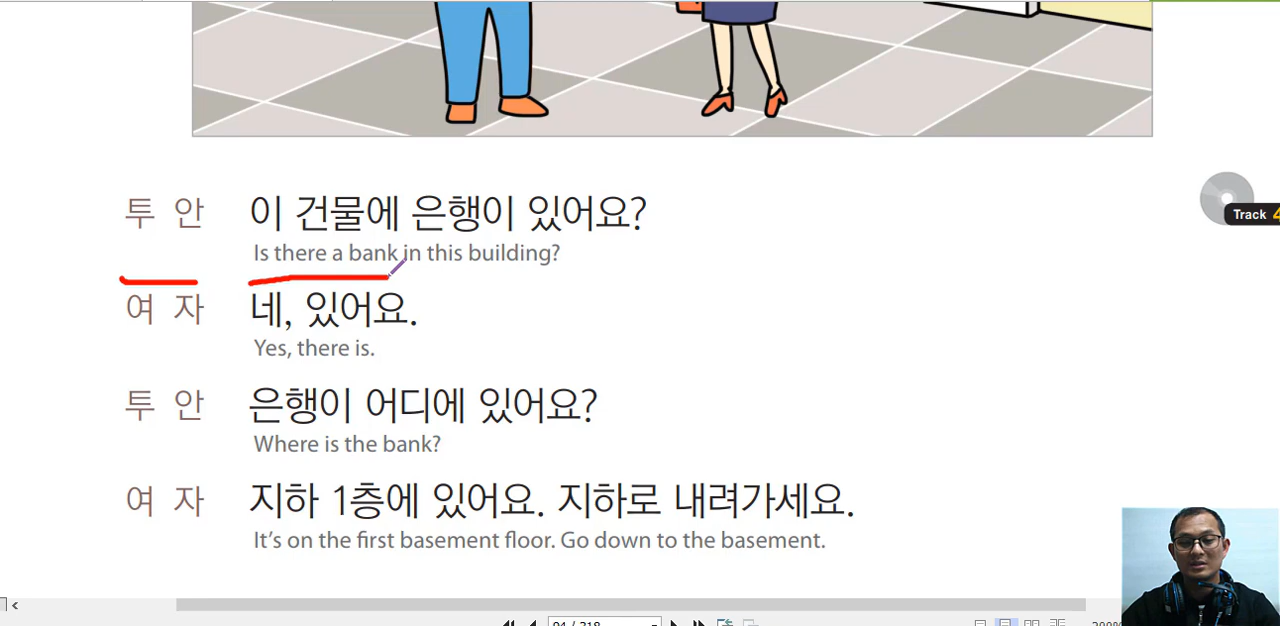 투 안 이 건물에 은행이 있어요?
Is there a bank in this building?
Track 4
여 자 네, 있어요.
Yes, there is.
투 안 은행이 어디에 있어요?
Where is the bank?
여 자 지하 1층에 있어요. 지하로 내려가세요.
It's on the first basement floor. Go down to the basement.